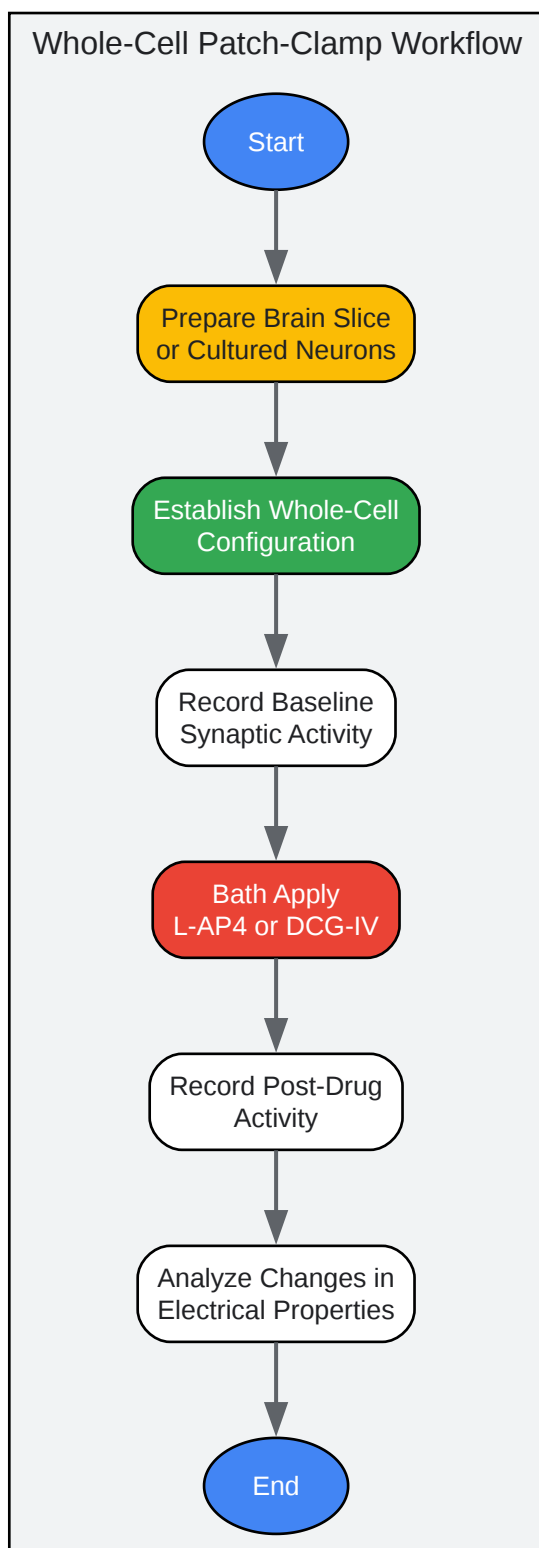 Whole-Cell Patch-Clamp Workflow
Start
Prepare Brain Slice
or Cultured Neurons
Establish Whole-Cell
Configuration
Record Baseline
Synaptic Activity
Bath Apply
L-AP4 or DCG-IV
Record Post-Drug
Activity
Analyze Changes in
Electrical Properties
End